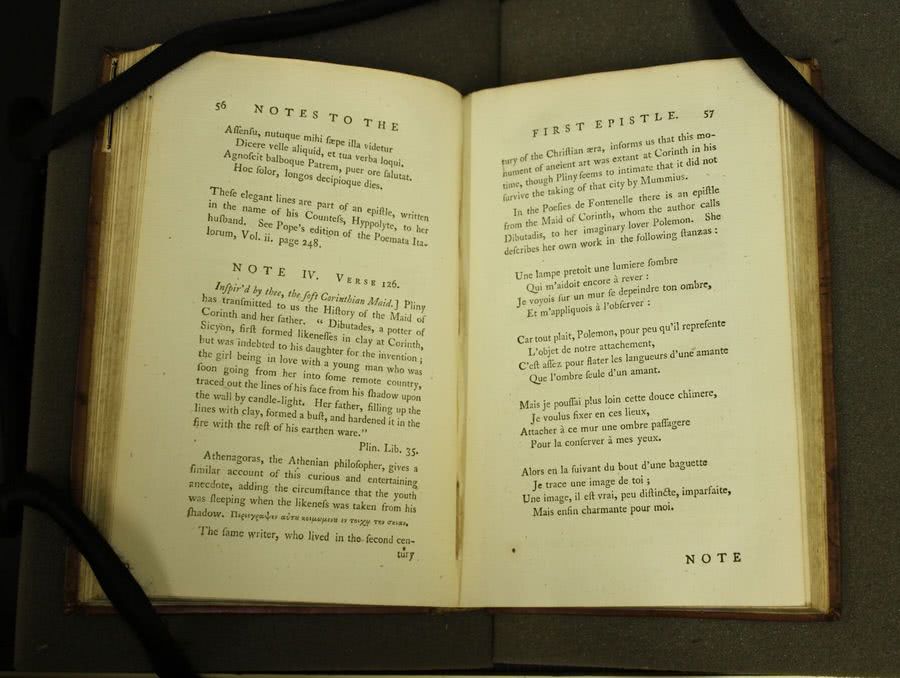 56 NOTES TO THE
Aſſenſu, nutuque mihi ſæpe illa videtur
Dicere velle aliquid, et tua verba loqui.
Agnoſcit balboque Patrem, puer ore ſalutat.
Hoc ſolor, longos decipioque dies.
Theſe elegant lines are part of an epiſtle, written
in the name of his Counteſs, Hyppolyte, to her
huſband. See Pope's edition of the Poemata Ita-
lorum, Vol. ii. page 248.
NOTE IV. VERSE 126.
Inſpir'd by thee, the ſoft Corinthian Maid.] Pliny
has tranſmitted to us the Hiſtory of the Maid of
Corinth and her father. " Dibutades, a potter of
Sicyon, firſt formed likeneſſes in clay at Corinth,
but was indebted to his daughter for the invention ;
the girl being in love with a young man who was
ſoon going from her into ſome remote country,
traced out the lines of his face from his ſhadow upon
the wall by candle-light. Her father, filling up the
lines with clay, formed a buſt, and hardened it in the
fire with the reſt of his earthen ware."
Plin. Lib. 35.
Athenagoras, the Athenian philoſopher, gives a
ſimilar account of this curious and entertaining
anecdote, adding the circumſtance that the youth
was ſleeping when the likeneſs was taken from his
ſhadow. Περιεγραψεν αυτȣ κοιμωμενȣ εν τοιχῳ την σκιαν.
The ſame writer, who lived in the ſecond cen-
tury
FIRST EPISTLE. 57
tury of the Chriſtian æra, informs us that this mo-
nument of ancient art was extant at Corinth in his
time, though Pliny ſeems to intimate that it did not
ſurvive the taking of that city by Mummius.
In the Poeſies de Fontenelle there is an epiſtle
from the Maid of Corinth, whom the author calls
Dibutadis, to her imaginary lover Polemon. She
deſcribes her own work in the following ſtanzas :
Une lampe pretoit une lumiere ſombre
Qui m'aidoit encore à rever :
Je voyois ſur un mur ſe depeindre ton ombre,
Et m'appliquois à l'obſerver :
Car tout plait, Polemon, pour peu qu'il repreſente
L'objet de notre attachement,
C'eſt aſſez pour flater les langueurs d'une amante
Que l'ombre ſeule d'un amant.
Mais je pouſſai plus loin cette douce chimere,
Je voulus fixer en ces lieux,
Attacher à ce mur une ombre paſſagere
Pour la conſerver à mes yeux.
Alors en la ſuivant du bout d'une baguette
Je trace une image de toi ;
Une image, il eſt vrai, peu diſtincte, imparfaite,
Mais enfin charmante pour moi.
NOTE